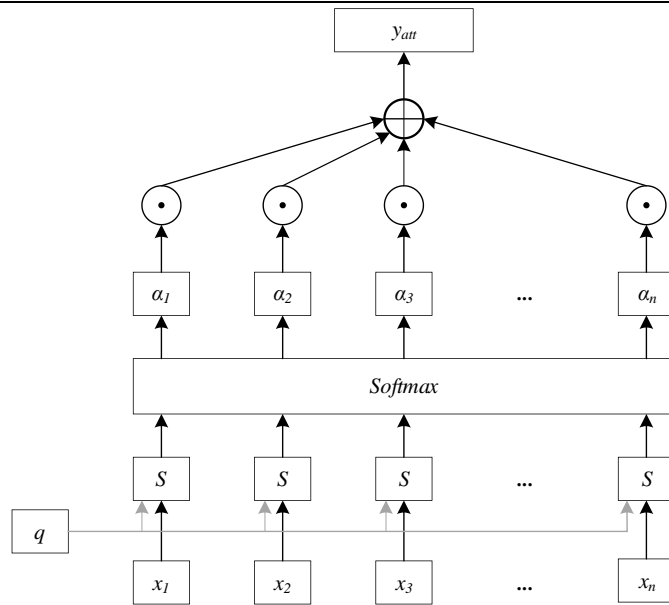 y_att
α_1 α_2 α_3 ... α_n
Softmax
S S S ... S
q
x_1 x_2 x_3 ... x_n